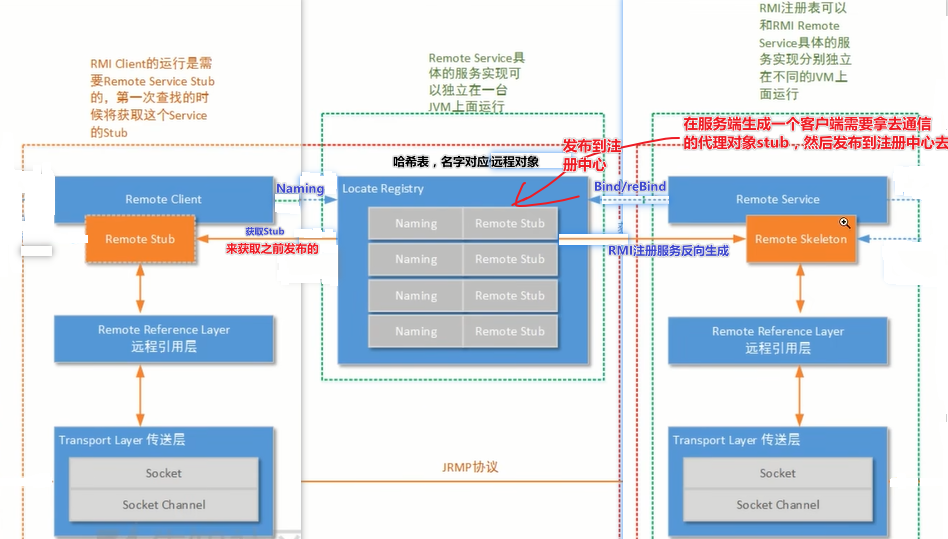 RMI Client的运行是需
要Remote Service Stub
的，第一次查找的时
候将获取这个Service
的Stub
Remote Service具
体的服务实现可
以独立在一台
JVM上面运行
RMI注册表可以
和RMI Remote
Service具体的服
务实现分别独立
在不同的JVM上
面运行
在服务端生成一个客户端需要拿去通信
的代理对象stub，然后发布到注册中心去
发布到注
册中心
哈希表，名字对应远程对象
Remote Client
Naming
Locate Registry
Bind/reBind
Remote Service
Naming Remote Stub
Naming Remote Stub
Naming Remote Stub
Naming Remote Stub
Remote Stub
获取Stub
来获取之前发布的
RMI注册服务反向生成
Remote Skeleton
Remote Reference Layer
远程引用层
Remote Reference Layer
远程引用层
Transport Layer 传送层
Socket
Socket Channel
JRMP协议
Transport Layer 传送层
Socket
Socket Channel